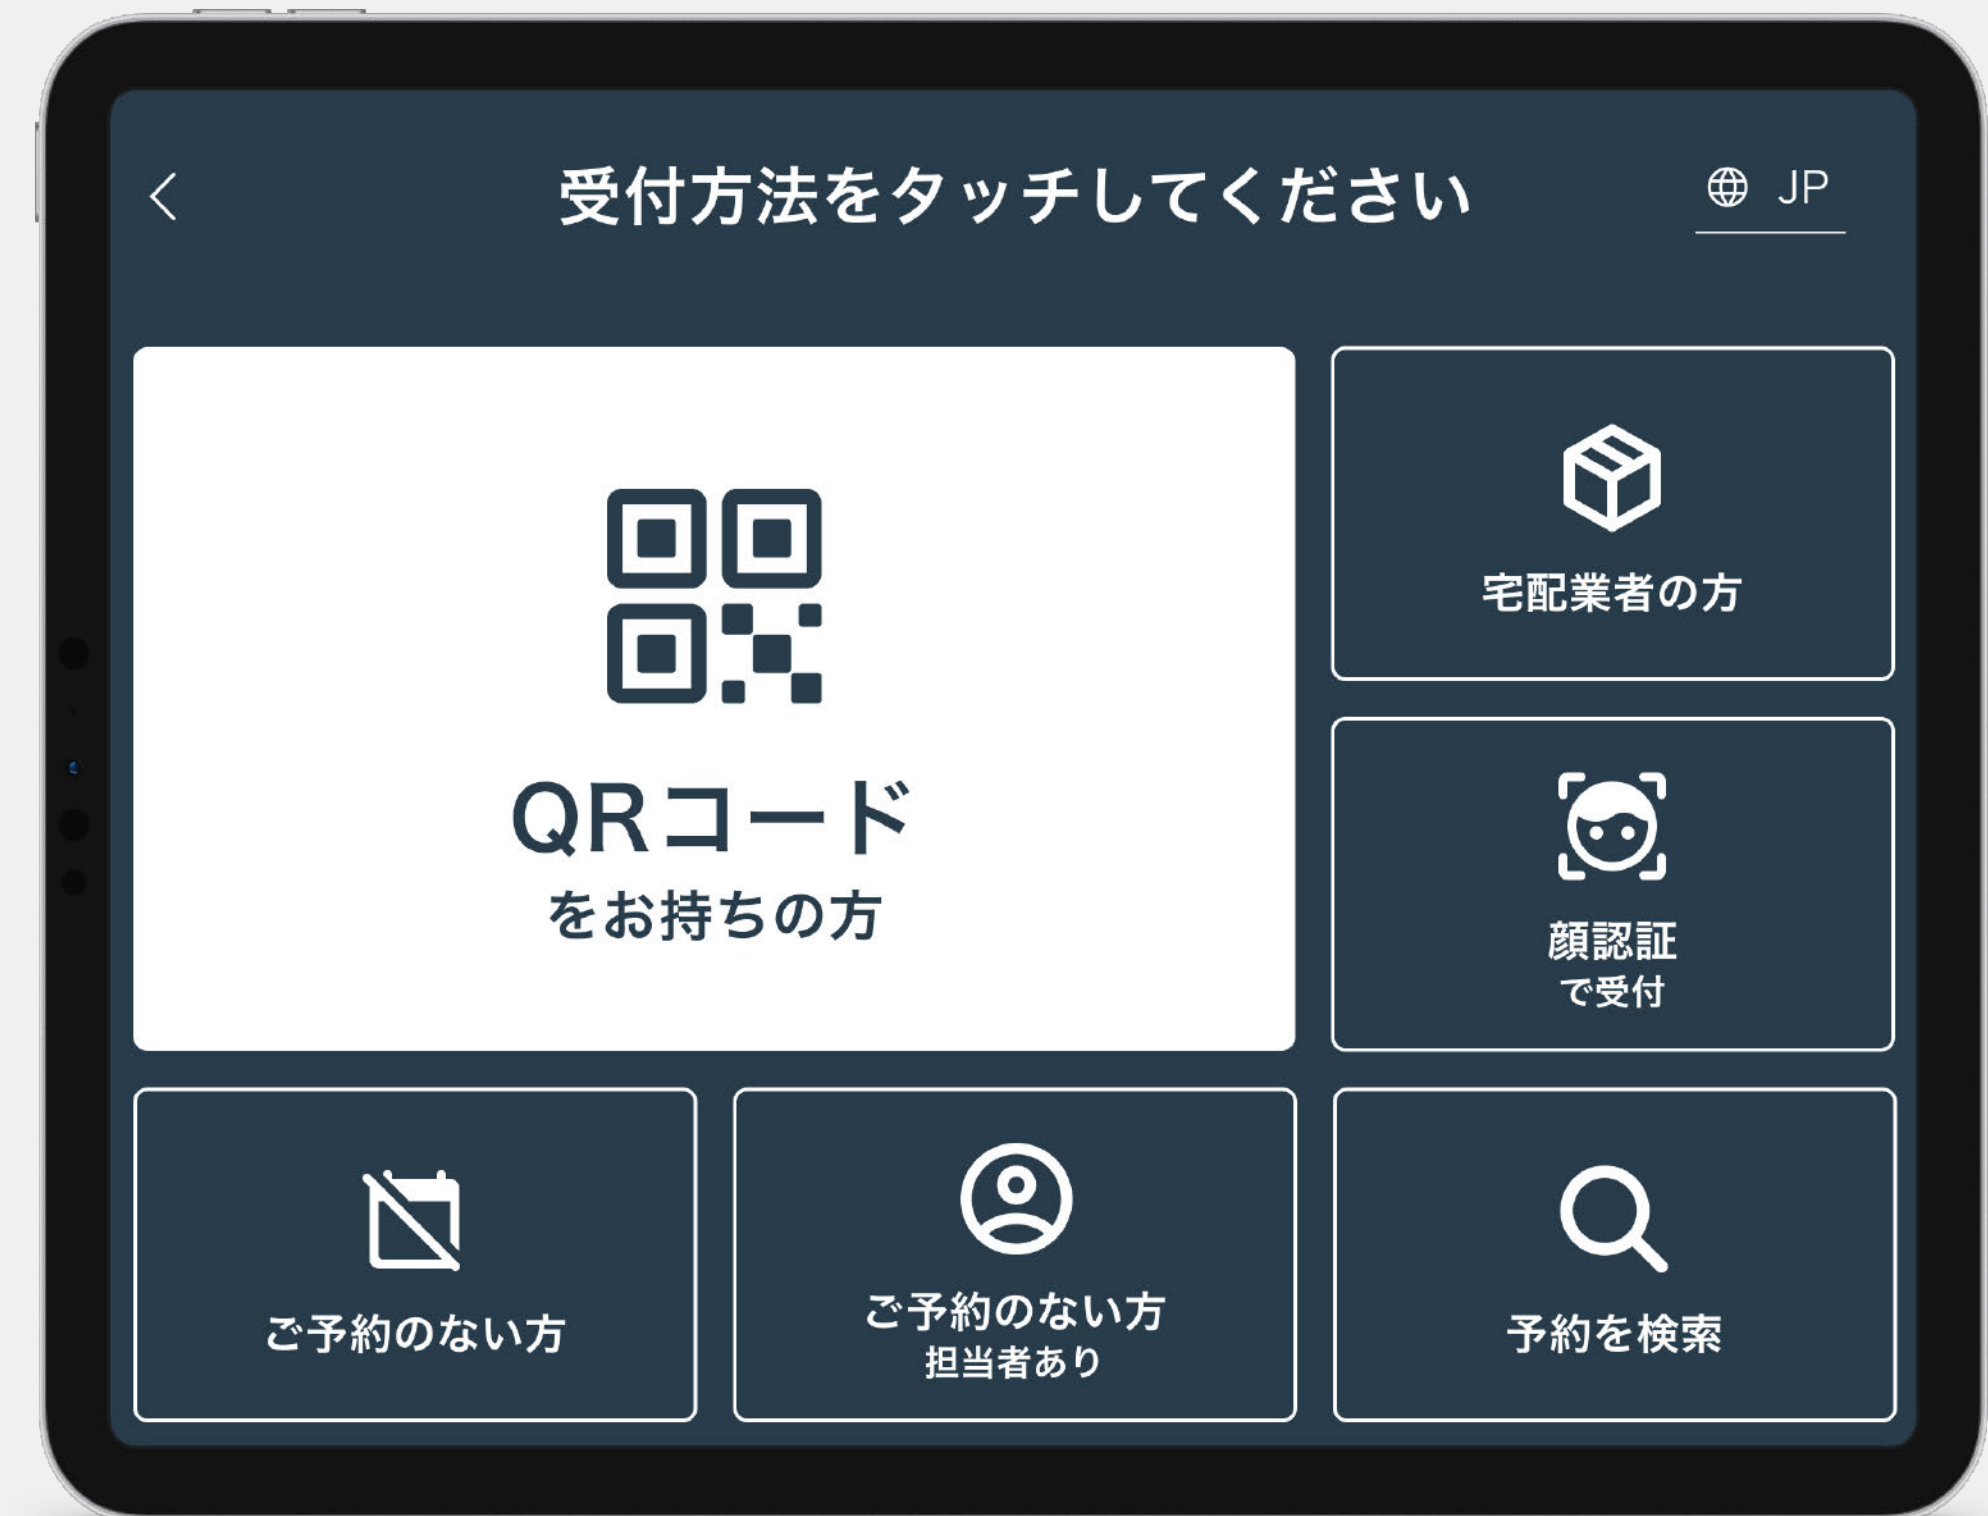 受付方法をタッチしてください
JP
QRコード
をお持ちの方
宅配業者の方
顔認証
で受付
ご予約のない方
ご予約のない方
担当者あり
予約を検索